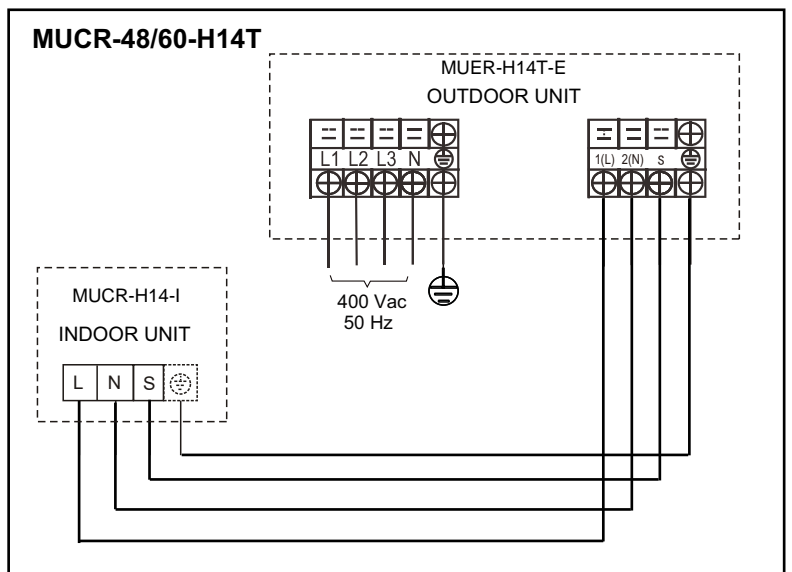 MUCR-48/60-H14T
MUER-H14T-E
OUTDOOR UNIT
L1 L2 L3 N
1(L) 2(N) S
400 Vac
50 Hz
MUCR-H14-I
INDOOR UNIT
L N S